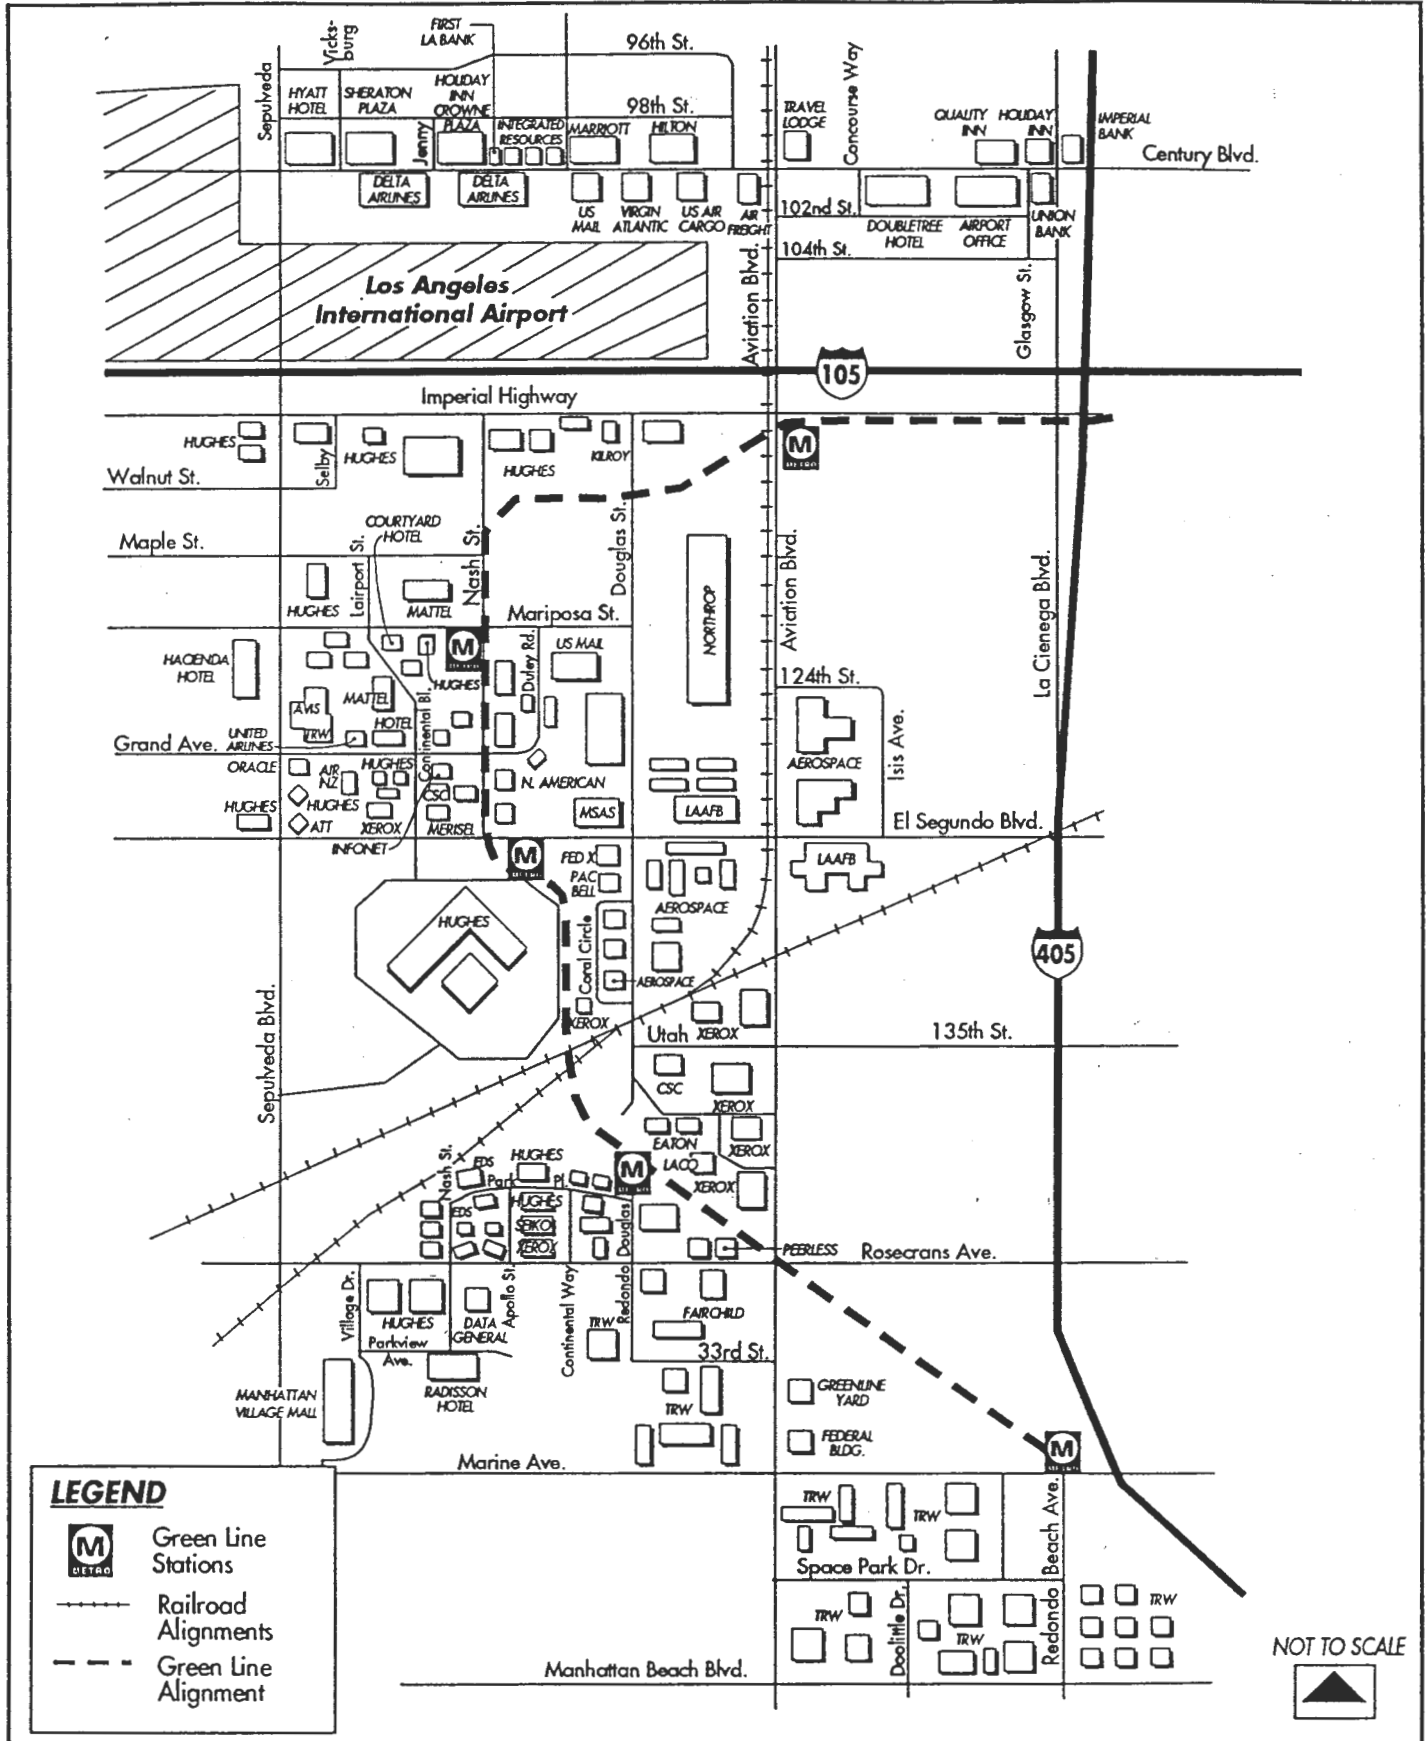 FIRST
LA BANK
Vicks-
burg
96th St.
Sepulveda
HYATT
HOTEL
SHERATON
PLAZA
HOLIDAY
INN
CROWNE
PLAZA
Jenny
INTEGRATED
RESOURCES
98th St.
MARRIOTT
HILTON
TRAVEL
LODGE
Concourse Way
QUALITY
INN
HOLIDAY
INN
IMPERIAL
BANK
Century Blvd.
DELTA
AIRLINES
DELTA
AIRLINES
US
MAIL
VIRGIN
ATLANTIC
US AIR
CARGO
AIR
FREIGHT
102nd St.
104th St.
DOUBLETREE
HOTEL
AIRPORT
OFFICE
UNION
BANK
Los Angeles
International Airport
Aviation Blvd.
Glasgow St.
105
Imperial Highway
HUGHES
Selby
HUGHES
HUGHES
KILROY
M
METRO
Walnut St.
Maple St.
COURTYARD
HOTEL
Lairport St.
Nash St.
Douglas St.
HUGHES
MATTEL
Mariposa St.
NORTHROP
Aviation Blvd.
La Cienega Blvd.
HACIENDA
HOTEL
M
HUGHES
Duley Rd.
US MAIL
124th St.
AVIS
TRW
MATTEL
HOTEL
Continental Bl.
UNITED
AIRLINES
Grand Ave.
ORACLE
AIR
NZ
HUGHES
HUGHES
HUGHES
ATT
XEROX
CSC
MERISEL
INFONET
N. AMERICAN
MSAS
LAAFB
AEROSPACE
Isis Ave.
El Segundo Blvd.
M
FED X
PAC
BELL
AEROSPACE
LAAFB
HUGHES
Coral Circle
AEROSPACE
XEROX
XEROX
Utah
135th St.
405
Sepulveda Blvd.
CSC
XEROX
EATON
XEROX
LACO
XEROX
Nash St.
EDS
HUGHES
Park Pl.
M
EDS
HUGHES
SEIKO
XEROX
Douglas
PEERLESS
Rosecrans Ave.
Village Dr.
HUGHES
DATA
GENERAL
Apollo St.
Continental Way
TRW
Redondo
FAIRCHILD
33rd St.
Parkview
Ave.
MANHATTAN
VILLAGE MALL
RADISSON
HOTEL
TRW
GREENLINE
YARD
FEDERAL
BLDG.
M
Marine Ave.
TRW
TRW
Space Park Dr.
Redondo Beach Ave.
TRW
Doolittle Dr.
TRW
TRW
Manhattan Beach Blvd.
LEGEND
M
METRO
Green Line
Stations
Railroad
Alignments
Green Line
Alignment
NOT TO SCALE